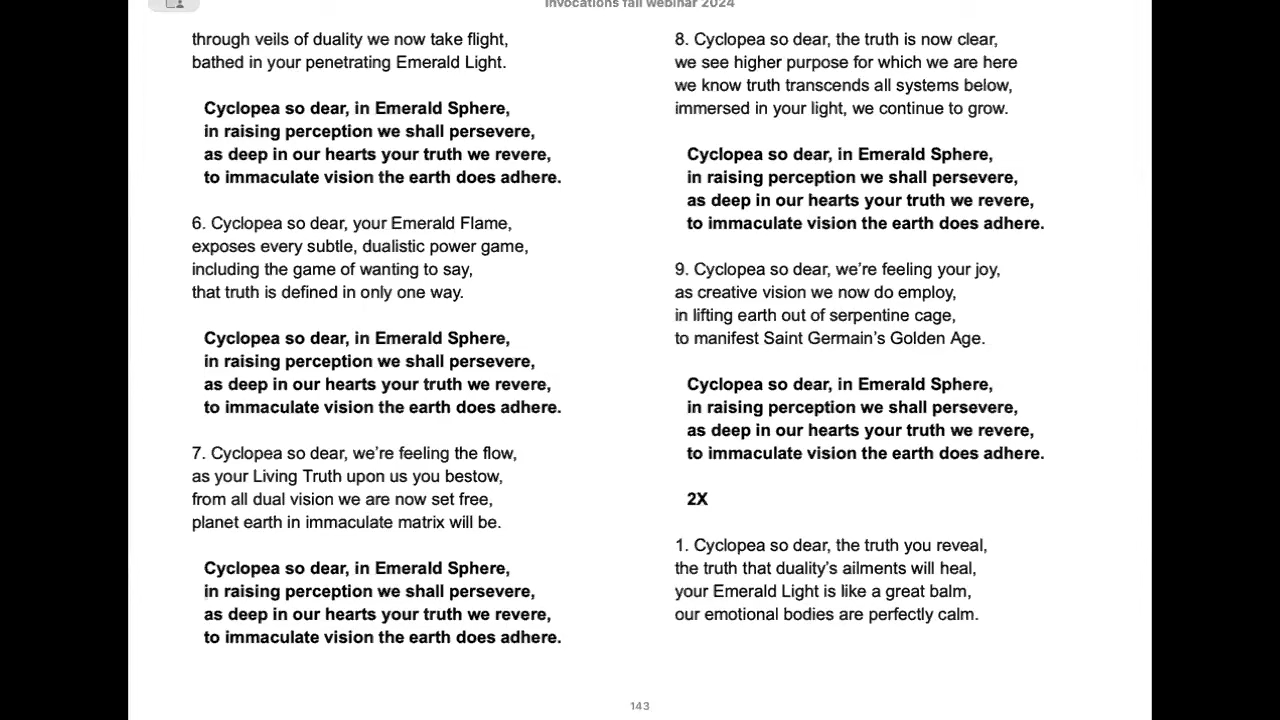 Invocations fall webinar 2024
through veils of duality we now take flight,
bathed in your penetrating Emerald Light.
Cyclopea so dear, in Emerald Sphere,
in raising perception we shall persevere,
as deep in our hearts your truth we revere,
to immaculate vision the earth does adhere.
6. Cyclopea so dear, your Emerald Flame,
exposes every subtle, dualistic power game,
including the game of wanting to say,
that truth is defined in only one way.
Cyclopea so dear, in Emerald Sphere,
in raising perception we shall persevere,
as deep in our hearts your truth we revere,
to immaculate vision the earth does adhere.
7. Cyclopea so dear, we’re feeling the flow,
as your Living Truth upon us you bestow,
from all dual vision we are now set free,
planet earth in immaculate matrix will be.
Cyclopea so dear, in Emerald Sphere,
in raising perception we shall persevere,
as deep in our hearts your truth we revere,
to immaculate vision the earth does adhere.
8. Cyclopea so dear, the truth is now clear,
we see higher purpose for which we are here
we know truth transcends all systems below,
immersed in your light, we continue to grow.
Cyclopea so dear, in Emerald Sphere,
in raising perception we shall persevere,
as deep in our hearts your truth we revere,
to immaculate vision the earth does adhere.
9. Cyclopea so dear, we’re feeling your joy,
as creative vision we now do employ,
in lifting earth out of serpentine cage,
to manifest Saint Germain’s Golden Age.
Cyclopea so dear, in Emerald Sphere,
in raising perception we shall persevere,
as deep in our hearts your truth we revere,
to immaculate vision the earth does adhere.
2X
1. Cyclopea so dear, the truth you reveal,
the truth that duality’s ailments will heal,
your Emerald Light is like a great balm,
our emotional bodies are perfectly calm.
143